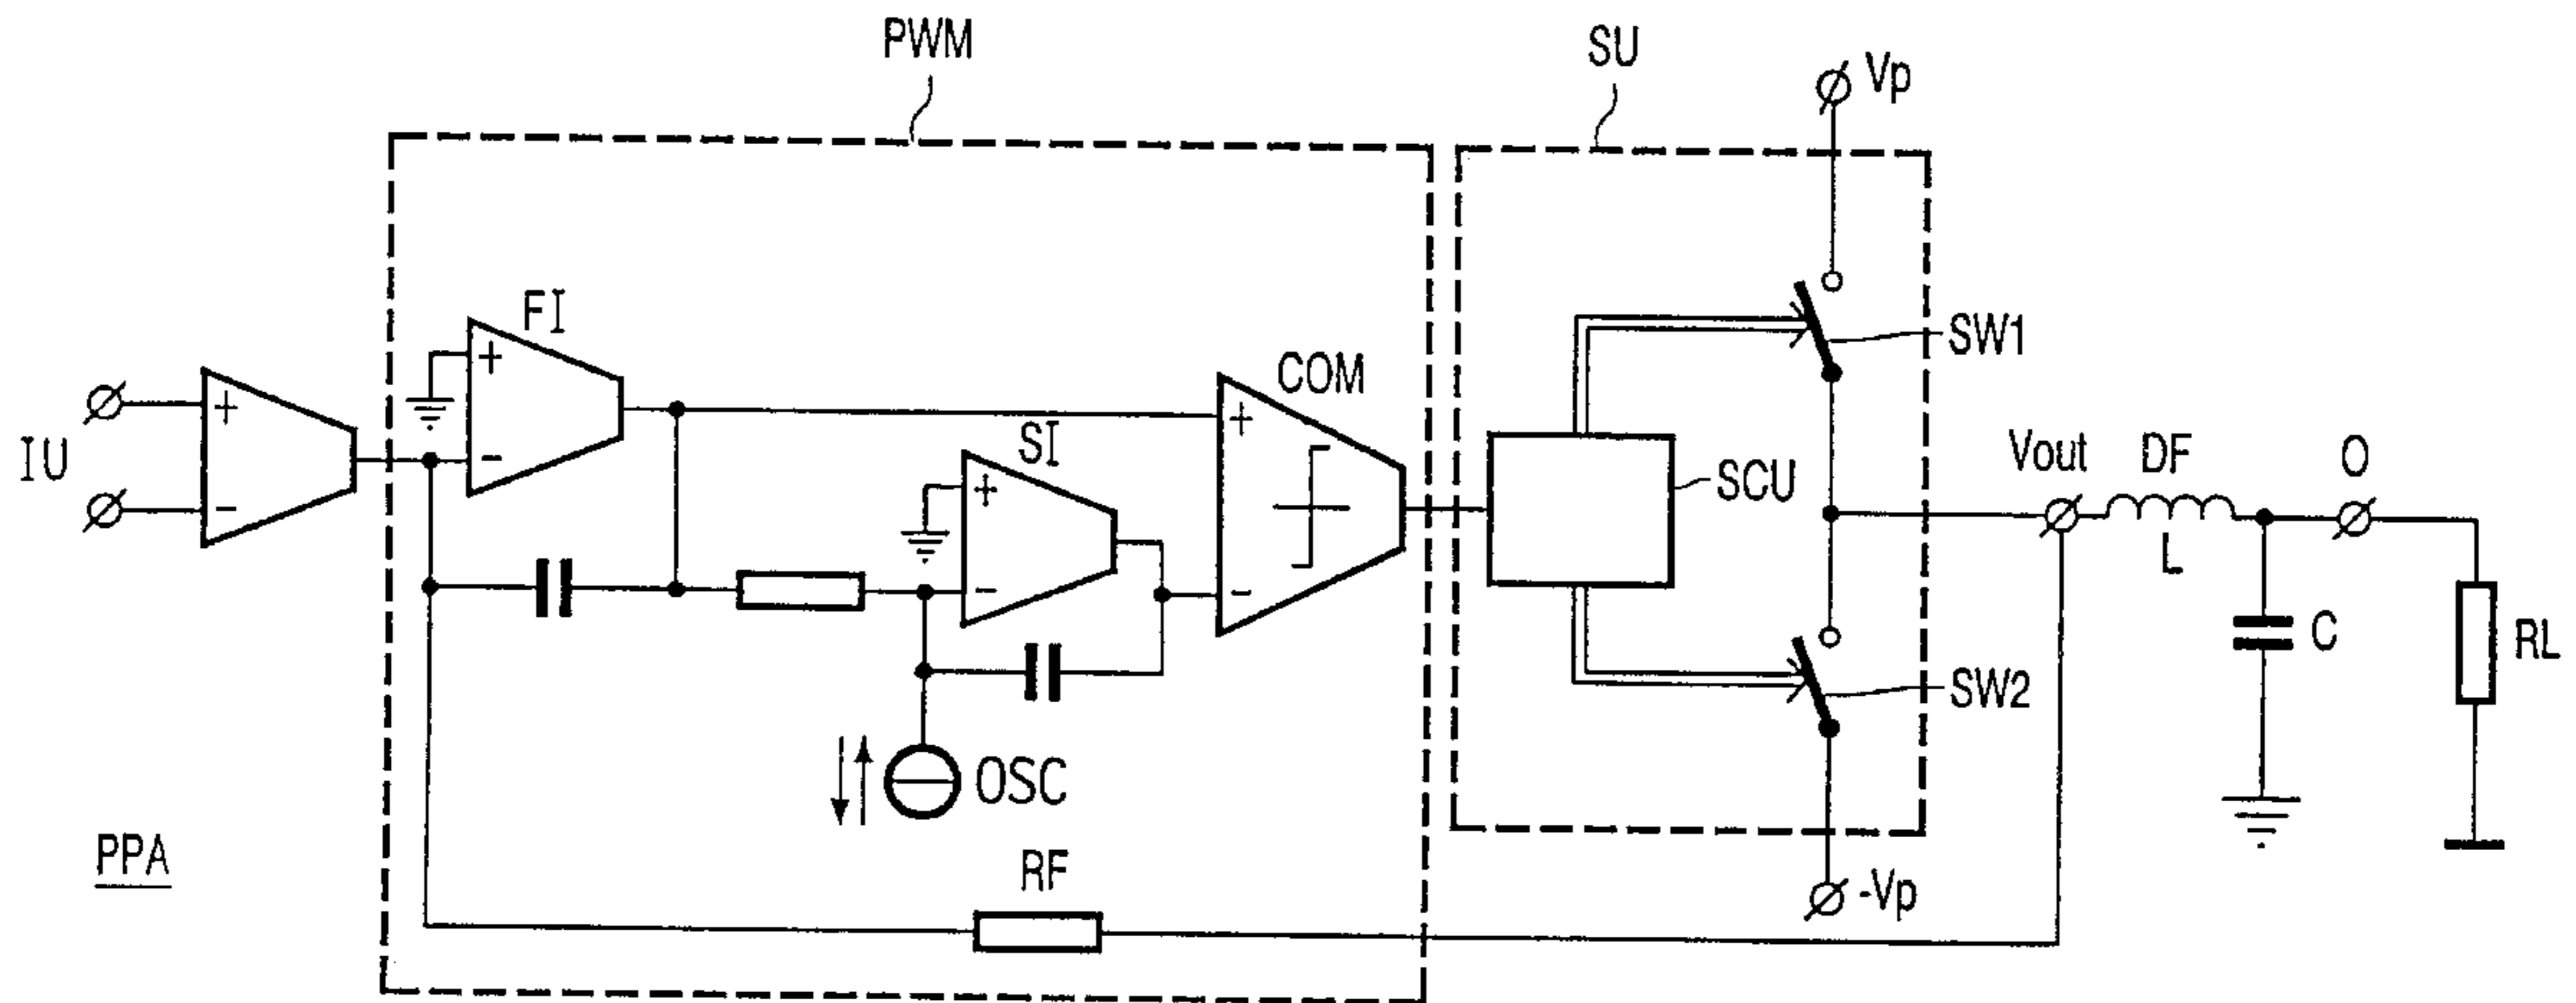 PWM
SU
Vp
FI
COM
SW1
IU
+
-
+
-
SI
+
-
+
-
SCU
Vout
DF
L
O
C
RL
SW2
OSC
PPA
RF
-Vp